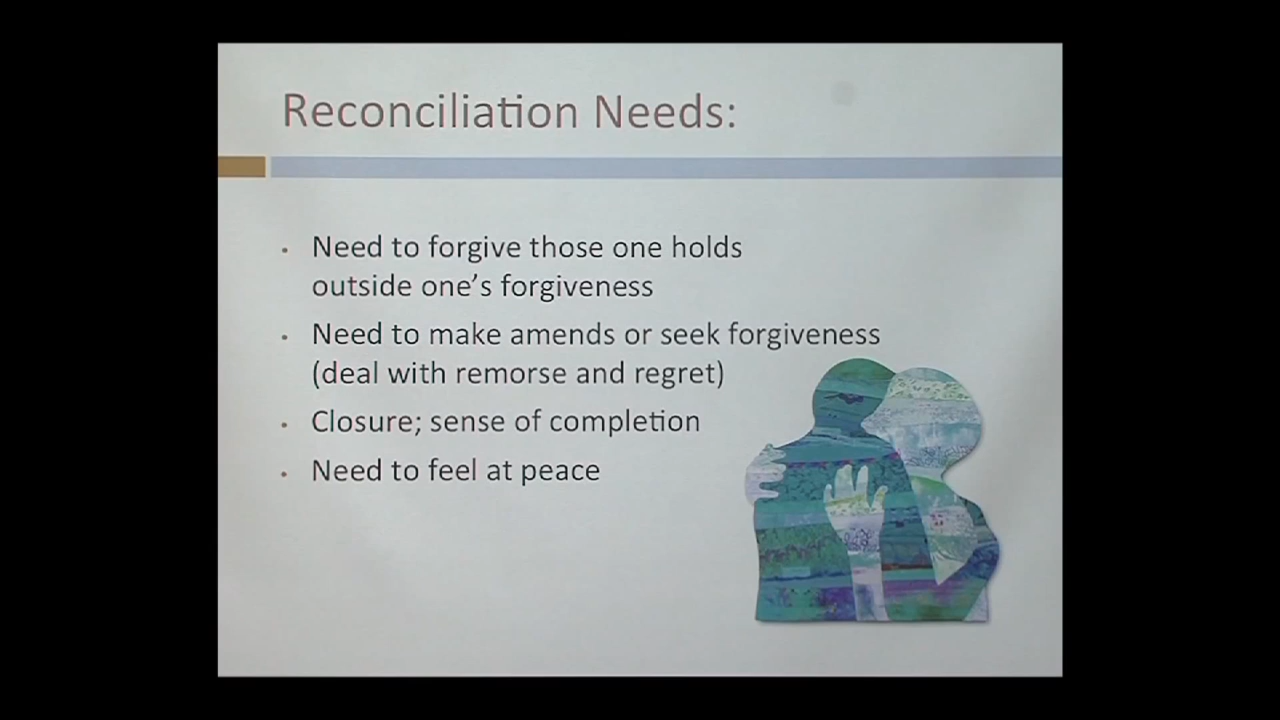 Reconciliation Needs:
• Need to forgive those one holds
outside one’s forgiveness
• Need to make amends or seek forgiveness
(deal with remorse and regret)
• Closure; sense of completion
• Need to feel at peace